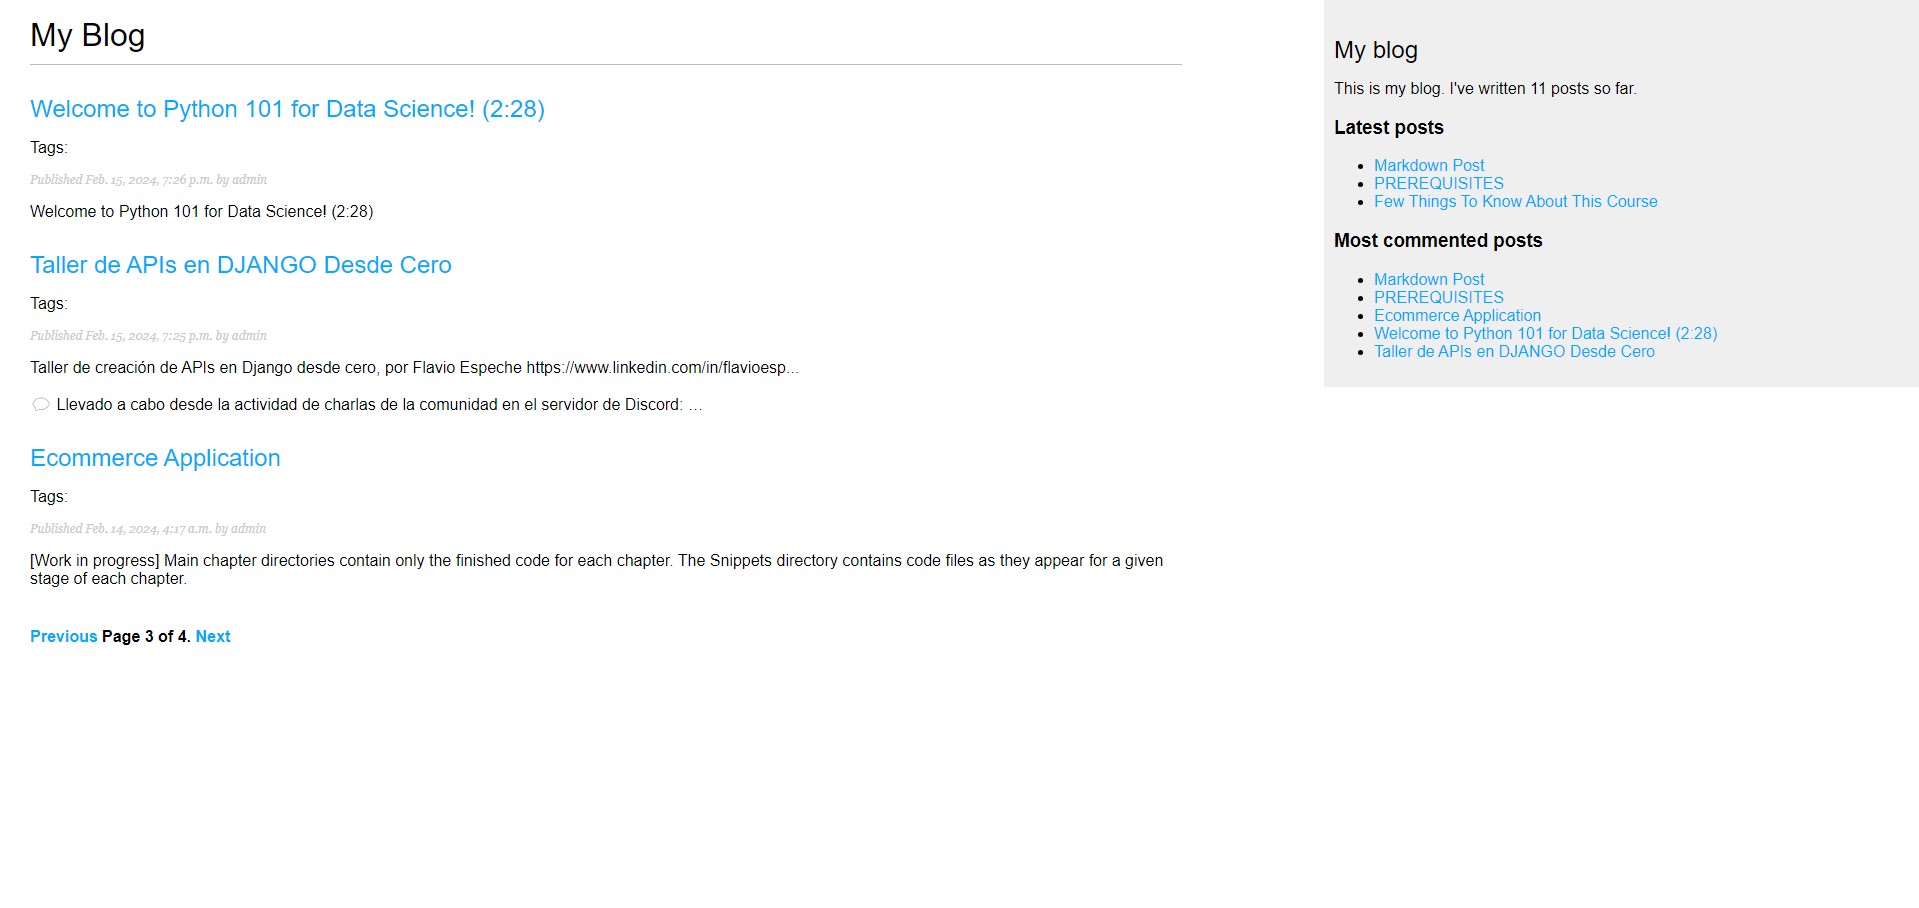 My Blog
Welcome to Python 101 for Data Science! (2:28)
Tags:
Published Feb. 15, 2024, 7:26 p.m. by admin
Welcome to Python 101 for Data Science! (2:28)
Taller de APIs en DJANGO Desde Cero
Tags:
Published Feb. 15, 2024, 7:25 p.m. by admin
Taller de creación de APIs en Django desde cero, por Flavio Espeche https://www.linkedin.com/in/flavioesp...
💬 Llevado a cabo desde la actividad de charlas de la comunidad en el servidor de Discord: …
Ecommerce Application
Tags:
Published Feb. 14, 2024, 4:17 a.m. by admin
[Work in progress] Main chapter directories contain only the finished code for each chapter. The Snippets directory contains code files as they appear for a given
stage of each chapter.
Previous Page 3 of 4. Next
My blog
This is my blog. I've written 11 posts so far.
Latest posts
• Markdown Post
• PREREQUISITES
• Few Things To Know About This Course
Most commented posts
• Markdown Post
• PREREQUISITES
• Ecommerce Application
• Welcome to Python 101 for Data Science! (2:28)
• Taller de APIs en DJANGO Desde Cero